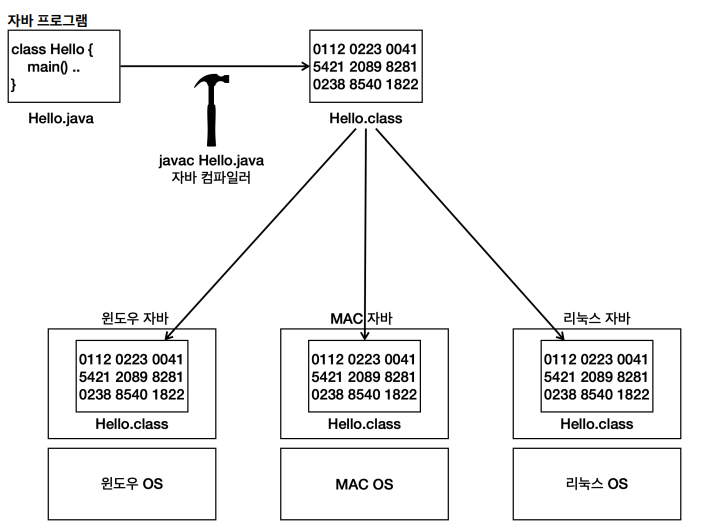 자바 프로그램
class Hello {
main() ..
}
Hello.java
javac Hello.java
자바 컴파일러
0112 0223 0041
5421 2089 8281
0238 8540 1822
Hello.class
윈도우 자바
0112 0223 0041
5421 2089 8281
0238 8540 1822
Hello.class
윈도우 OS
MAC 자바
0112 0223 0041
5421 2089 8281
0238 8540 1822
Hello.class
MAC OS
리눅스 자바
0112 0223 0041
5421 2089 8281
0238 8540 1822
Hello.class
리눅스 OS